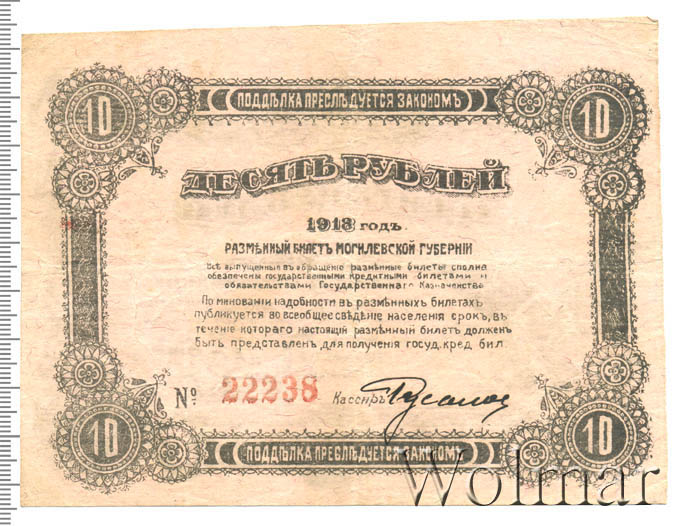 10 ПОДДѢЛКА ПРЕСЛѢДУЕТСЯ ЗАКОНОМЪ 10
ДЕСЯТЬ РУБЛЕЙ
1918 годъ.
РАЗМѢННЫЙ БИЛЕТЪ МОГИЛЕВСКОЙ ГУБЕРНІИ
Всѣ выпущенные въ обращеніе размѣнные билеты сполна
обезпечены государственными кредитными билетами и
обязательствами Государственнаго Казначейства
По минованіи надобности въ размѣнныхъ билетахъ
публикуется во всеобщее свѣдѣніе населенія срокъ, въ
теченіе котораго настоящій размѣнный билетъ долженъ
быть представленъ для полученія госуд. кред. бил
№ 22238 Кассиръ
10 ПОДДѢЛКА ПРЕСЛѢДУЕТСЯ ЗАКОНОМЪ 10
Wolmar